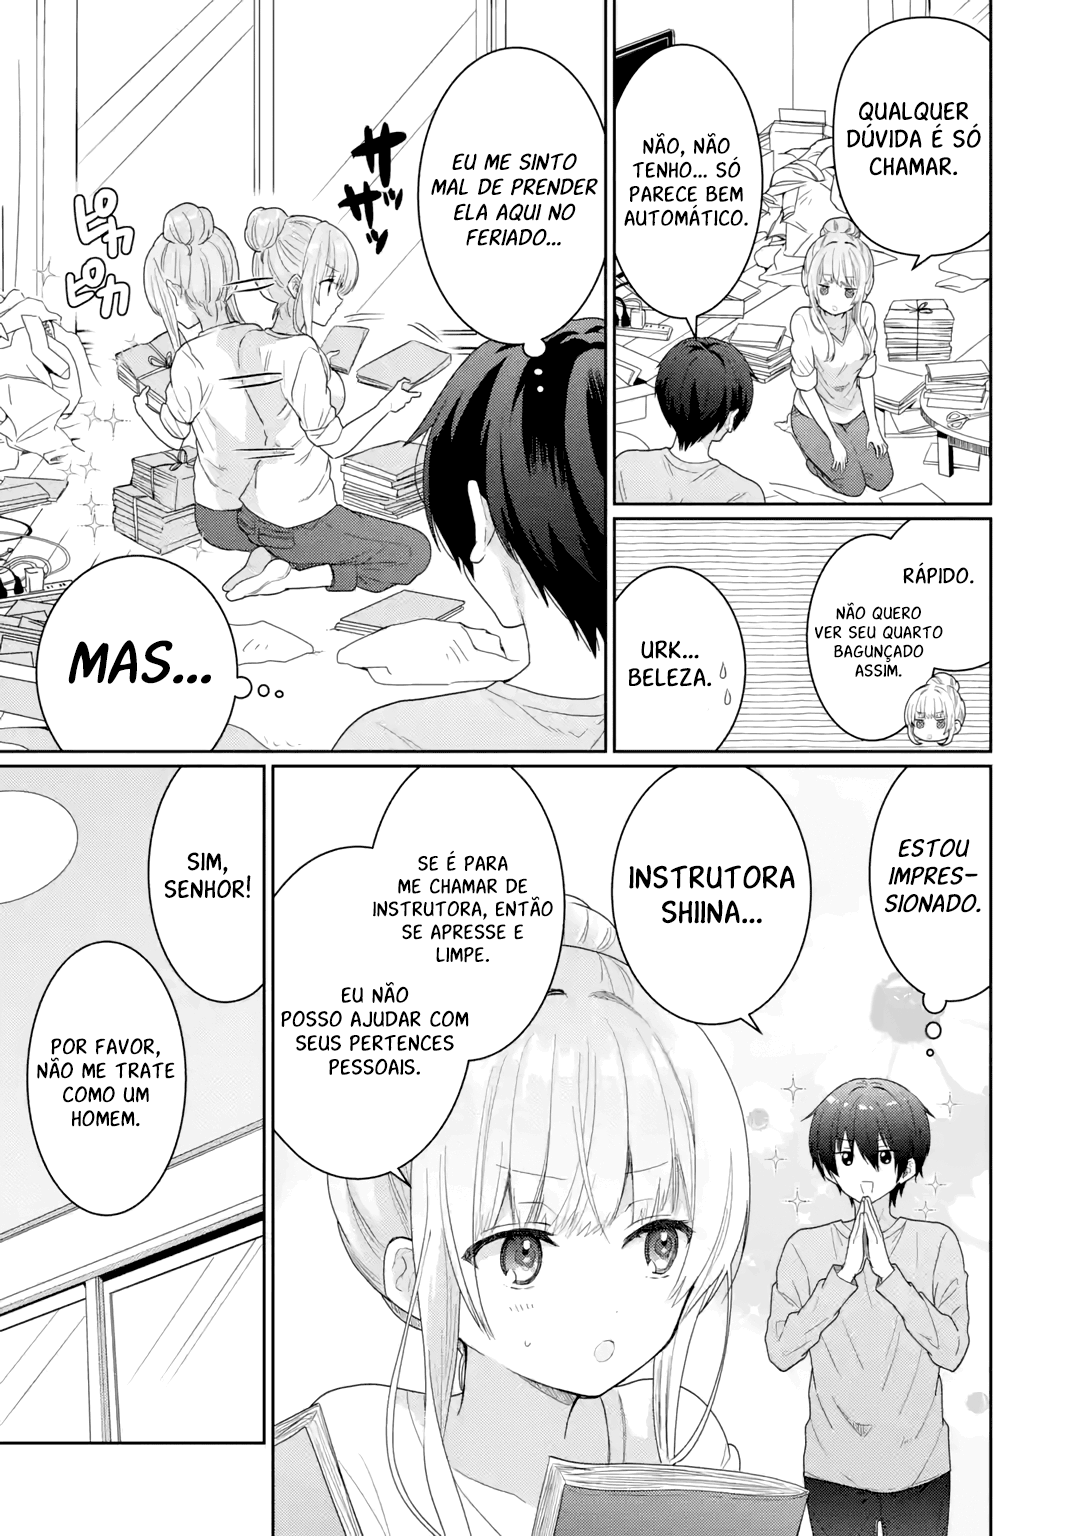 QUALQUER
DÚVIDA É SÓ
CHAMAR.
NÃO, NÃO
TENHO... SÓ
PARECE BEM
AUTOMÁTICO.
RÁPIDO.
NÃO QUERO
VER SEU QUARTO
BAGUNÇADO
ASSIM.
URK...
BELEZA.
EU ME SINTO
MAL DE PRENDER
ELA AQUI NO
FERIADO...
ササッ
ササッ
ピカ
ピカ
MAS...
ESTOU
IMPRES-
SIONADO.
INSTRUTORA
SHIINA...
SE É PARA
ME CHAMAR DE
INSTRUTORA, ENTÃO
SE APRESSE E
LIMPE.
EU NÃO
POSSO AJUDAR COM
SEUS PERTENCES
PESSOAIS.
SIM,
SENHOR!
POR FAVOR,
NÃO ME TRATE
COMO UM
HOMEM.